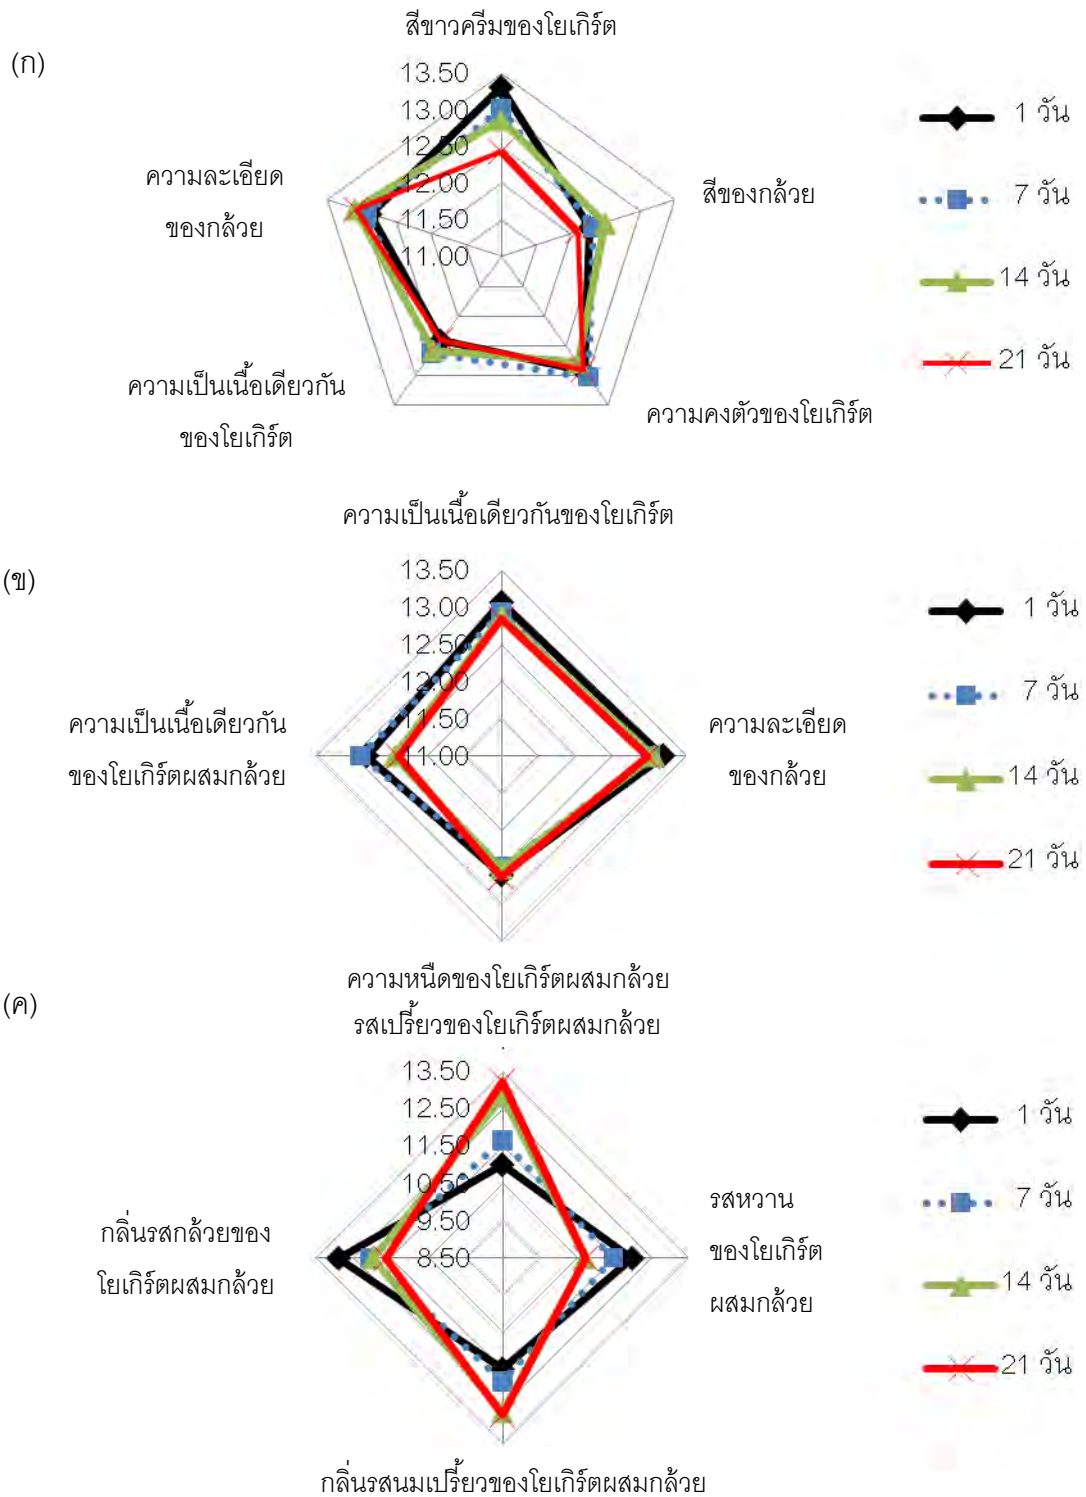 สีขาวครีมของโยเกิร์ต
(ก)
13.50
13.00
12.50
12.00
11.50
11.00
ความละเอียด
ของกล้วย
สีของกล้วย
ความเป็นเนื้อเดียวกัน
ของโยเกิร์ต
ความคงตัวของโยเกิร์ต
1 วัน
7 วัน
14 วัน
21 วัน
ความเป็นเนื้อเดียวกันของโยเกิร์ต
(ข)
13.50
13.00
12.50
12.00
11.50
11.00
ความเป็นเนื้อเดียวกัน
ของโยเกิร์ตผสมกล้วย
ความละเอียด
ของกล้วย
1 วัน
7 วัน
14 วัน
21 วัน
ความหนืดของโยเกิร์ตผสมกล้วย
(ค)
รสเปรี้ยวของโยเกิร์ตผสมกล้วย
13.50
12.50
11.50
10.50
9.50
8.50
กลิ่นรสกล้วยของ
โยเกิร์ตผสมกล้วย
รสหวาน
ของโยเกิร์ต
ผสมกล้วย
1 วัน
7 วัน
14 วัน
21 วัน
กลิ่นรสนมเปรี้ยวของโยเกิร์ตผสมกล้วย